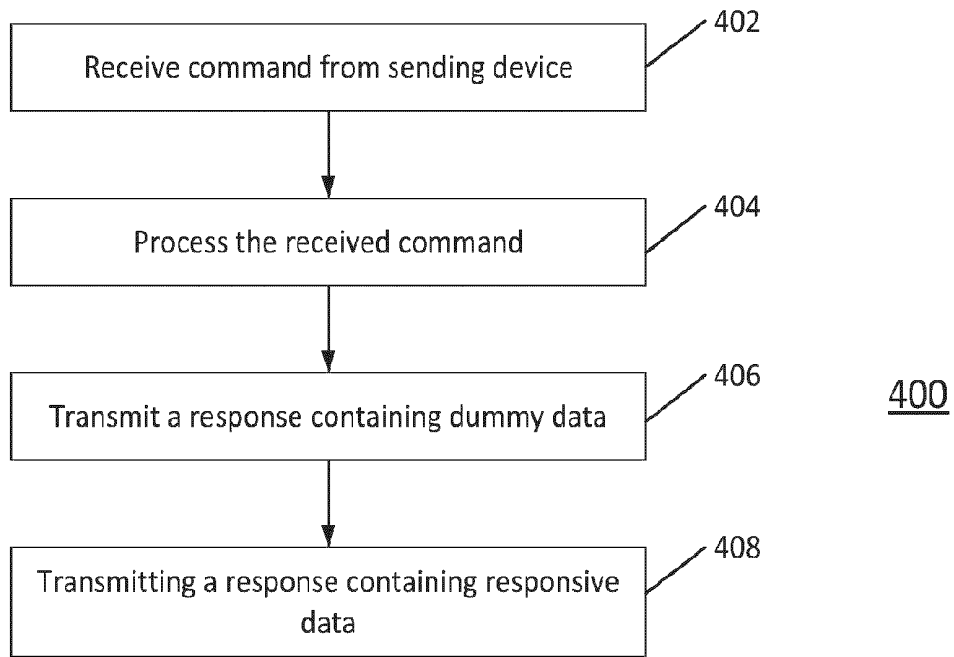 402
Receive command from sending device
404
Process the received command
406
Transmit a response containing dummy data
400
408
Transmitting a response containing responsive
data